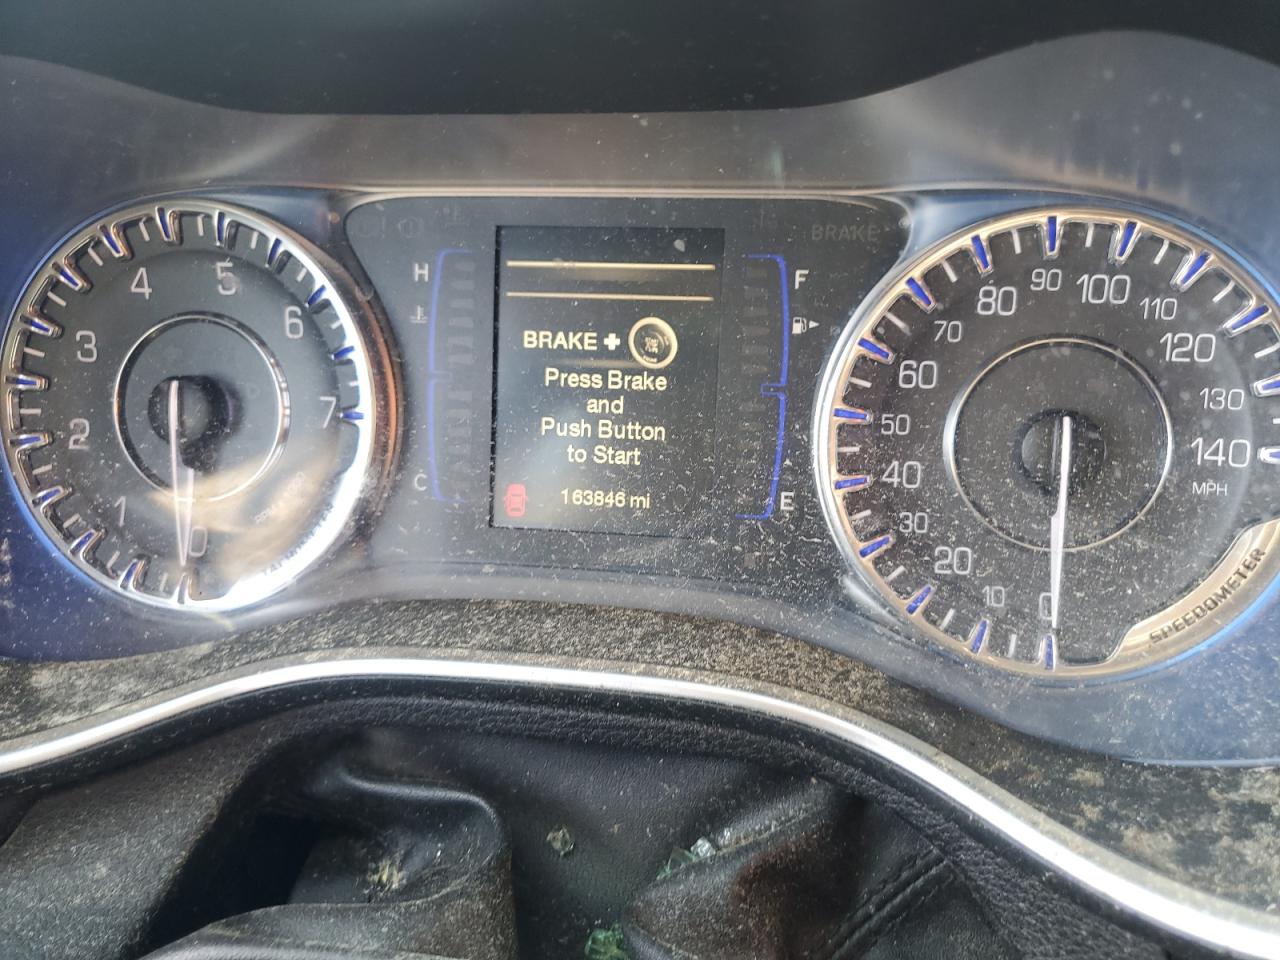 4 5
3 6
2 7
1 0
TACHOMETER
H
C
BRAKE +
Press Brake
and
Push Button
to Start
163846 mi
F
E
BRAKE
80 90 100 110
70 120
60 130
50 140
MPH
40
30
20
10 0
SPEEDOMETER